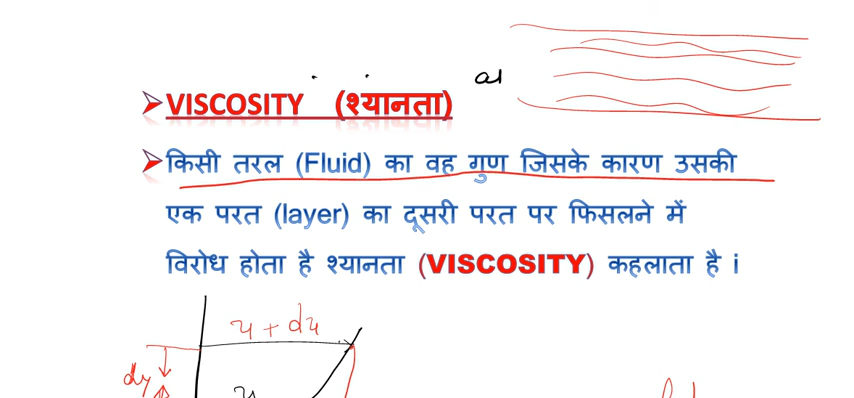 VISCOSITY (श्यानता)
किसी तरल (Fluid) का वह गुण जिसके कारण उसकी
एक परत (layer) का दूसरी परत पर फिसलने में
विरोध होता है श्यानता (VISCOSITY) कहलाता है i
u + du
dy